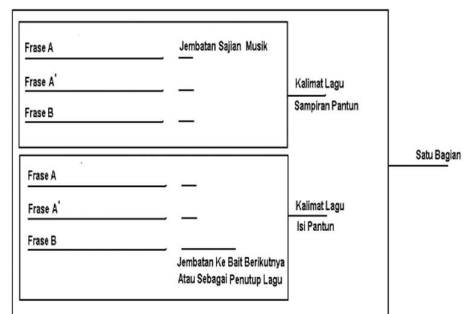 Frase A
Jembatan Sajian Musik
Frase A'
Frase B
Kalimat Lagu
Sampiran Pantun
Satu Bagian
Frase A
Frase A'
Frase B
Kalimat Lagu
Isi Pantun
Jembatan Ke Bait Berikutnya
Atau Sebagai Penutup Lagu